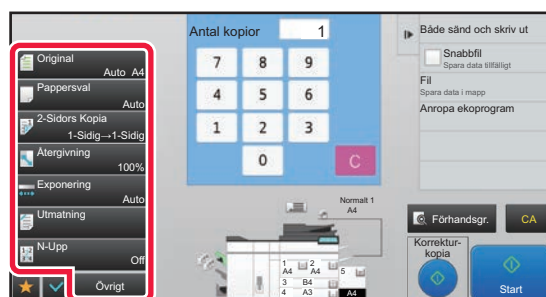 Original
Auto A4
Pappersval
Auto
2-Sidors Kopia
1-Sidig→1-Sidig
Återgivning
100%
Exponering
Auto
Utmatning
N-Upp
Off
Övrigt
Antal kopior 1
7 8 9
4 5 6
1 2 3
0 C
Normalt 1
A4
1 A4
2 A4
3 B4
4 A3
5
A4
Både sänd och skriv ut
Snabbfil
Spara data tillfälligt
Fil
Spara data i mapp
Anropa ekoprogram
Förhandsgr.
CA
Korrektur-
kopia
Start